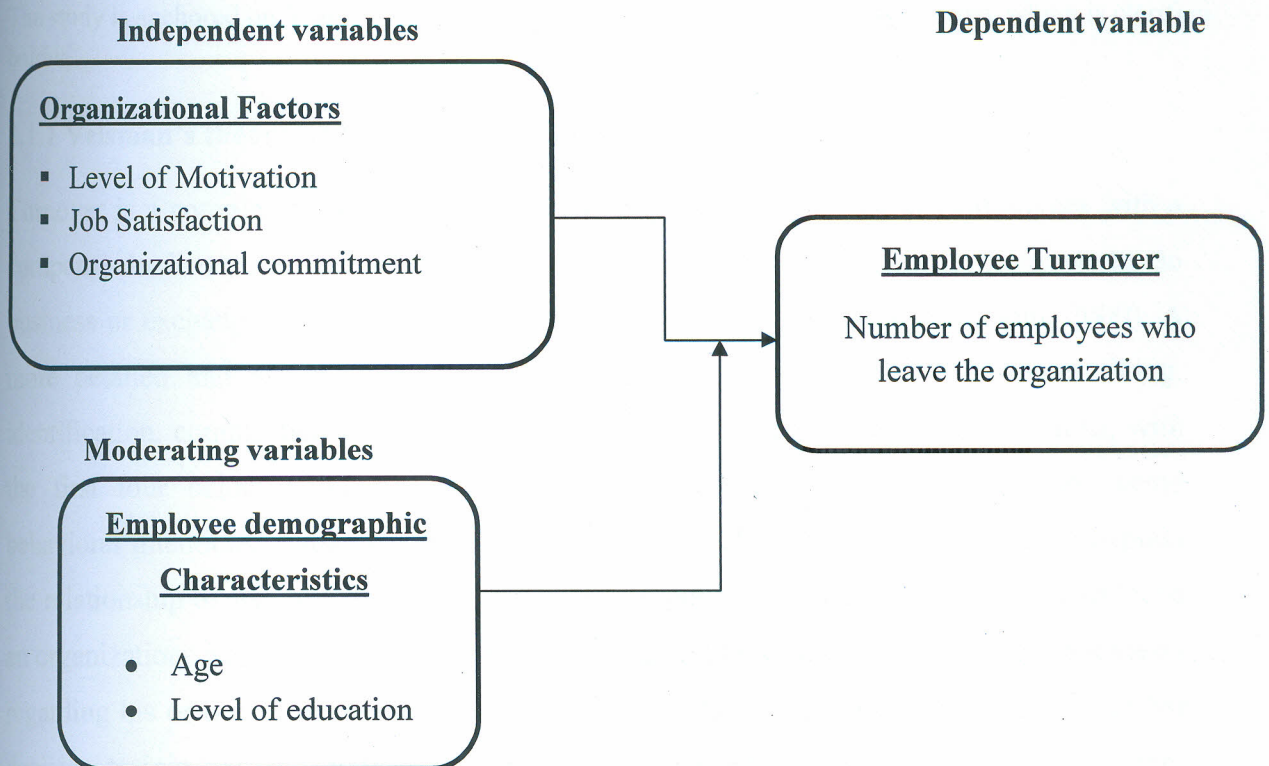 Independent variables
Dependent variable
Organizational Factors
▪ Level of Motivation
▪ Job Satisfaction
▪ Organizational commitment
Employee Turnover
Number of employees who
leave the organization
Moderating variables
Employee demographic
Characteristics
• Age
• Level of education